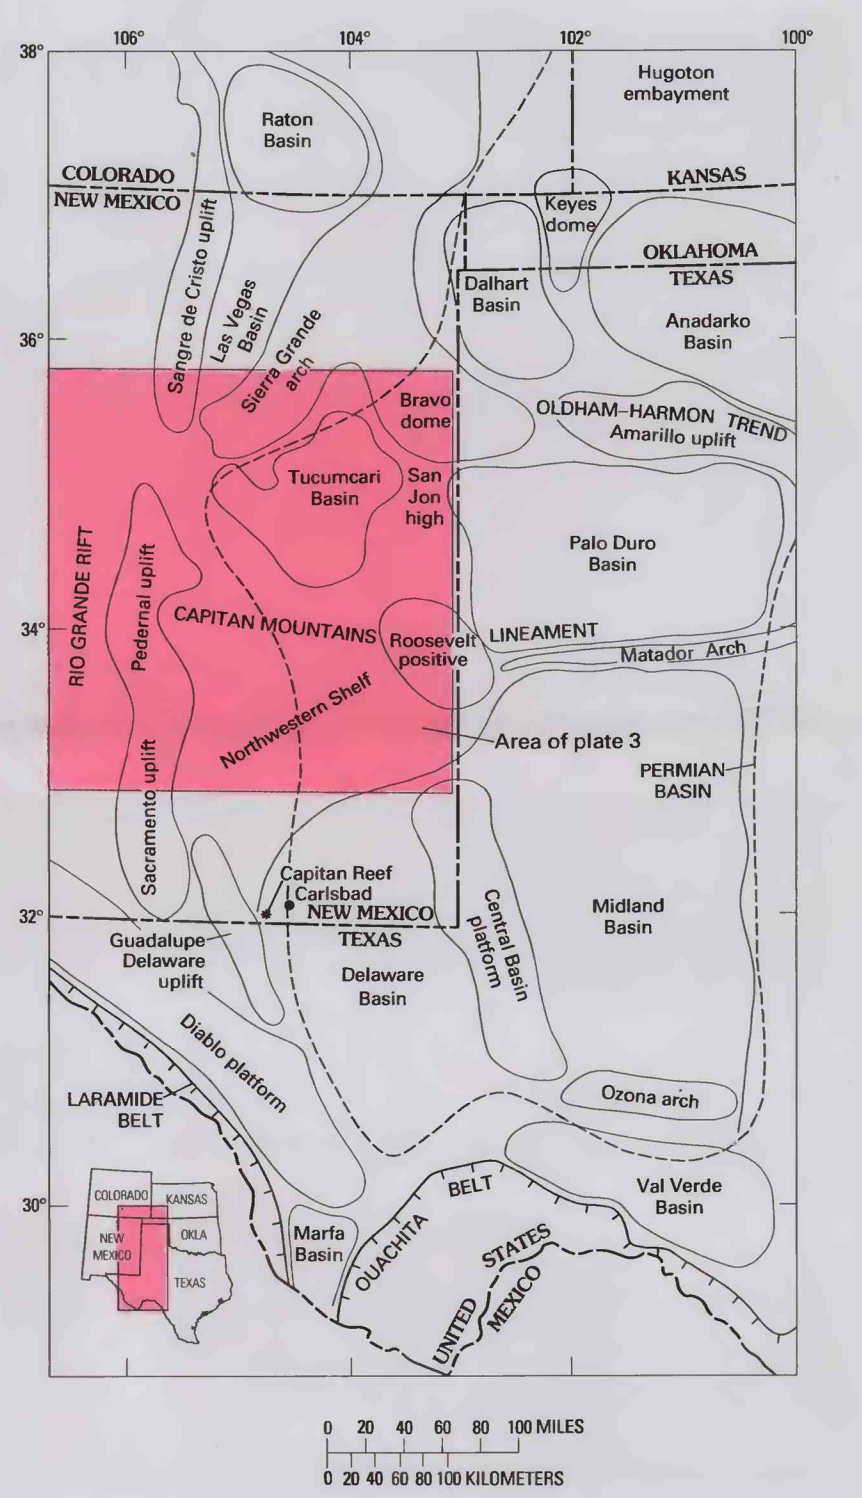 106°
104°
102°
100°
38°
Hugoton
embayment
Raton
Basin
COLORADO
KANSAS
NEW MEXICO
Keyes
dome
Sangre de Cristo uplift
OKLAHOMA
TEXAS
Las Vegas
Basin
Dalhart
Basin
Sierra Grande
arch
Anadarko
Basin
36°
Bravo
dome
OLDHAM–HARMON TREND
Amarillo uplift
Tucumcari
Basin
San
Jon
high
Palo Duro
Basin
RIO GRANDE RIFT
Pedernal uplift
34°
CAPITAN MOUNTAINS
LINEAMENT
Roosevelt
positive
Matador Arch
Northwestern Shelf
Area of plate 3
PERMIAN
BASIN
Sacramento uplift
Capitan Reef
Carlsbad
32°
NEW MEXICO
TEXAS
Central Basin
platform
Midland
Basin
Guadalupe
Delaware
uplift
Delaware
Basin
Diablo platform
LARAMIDE
BELT
Ozona arch
30°
OUACHITA
BELT
Val Verde
Basin
Marfa
Basin
UNITED STATES
MEXICO
COLORADO
KANSAS
NEW
MEXICO
OKLA
TEXAS
0 20 40 60 80 100 MILES
0 20 40 60 80 100 KILOMETERS